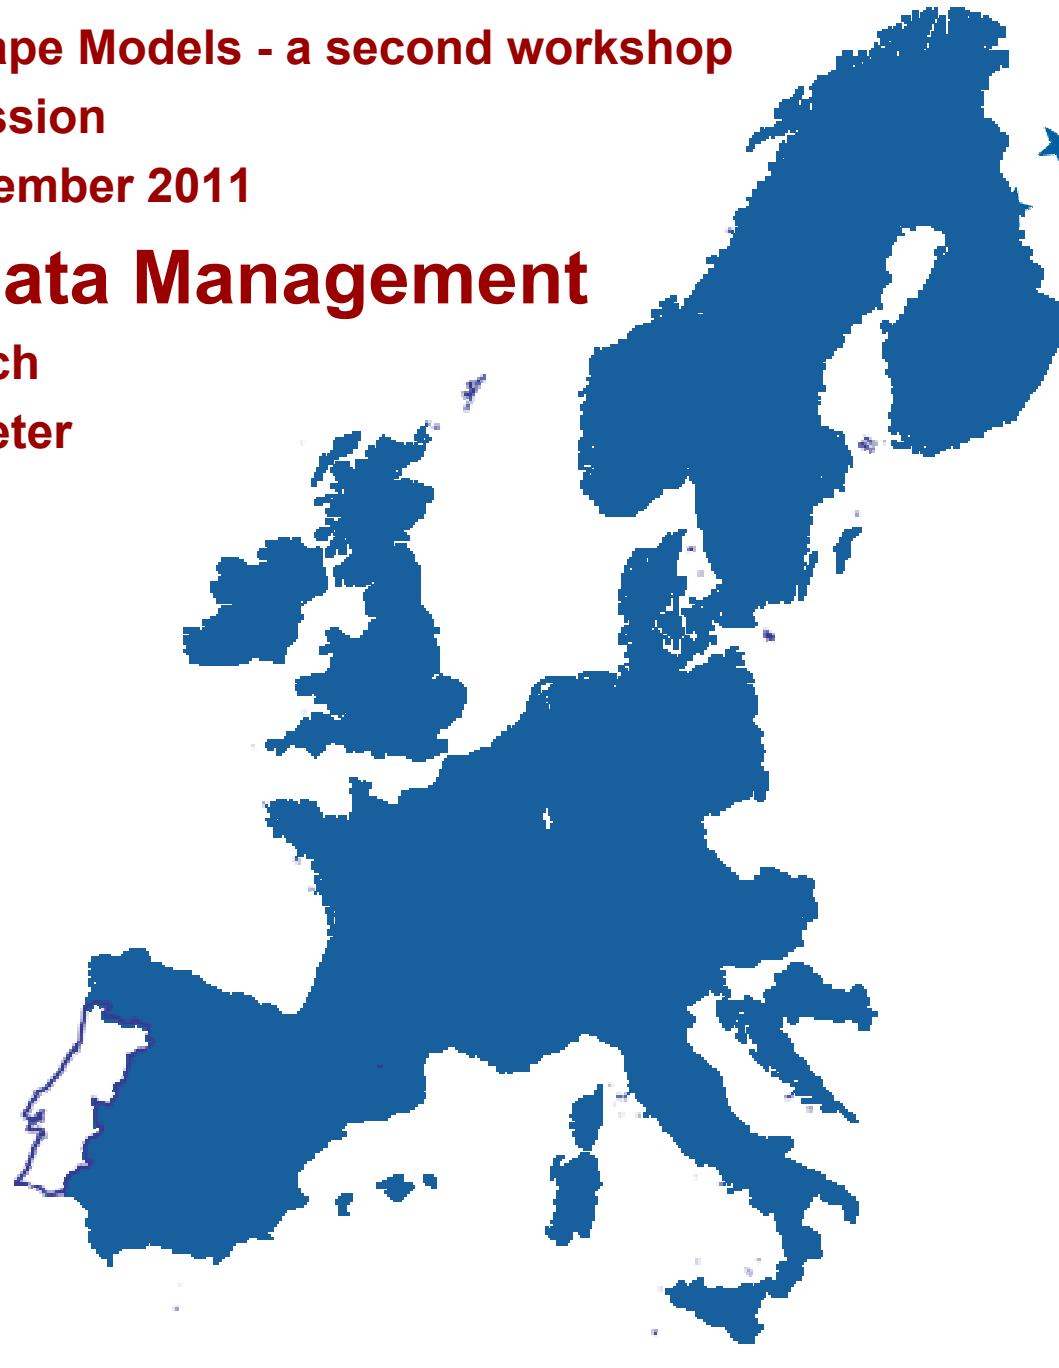 ape Models - a second workshop
ssion
ember 2011
ata Management
ch
eter